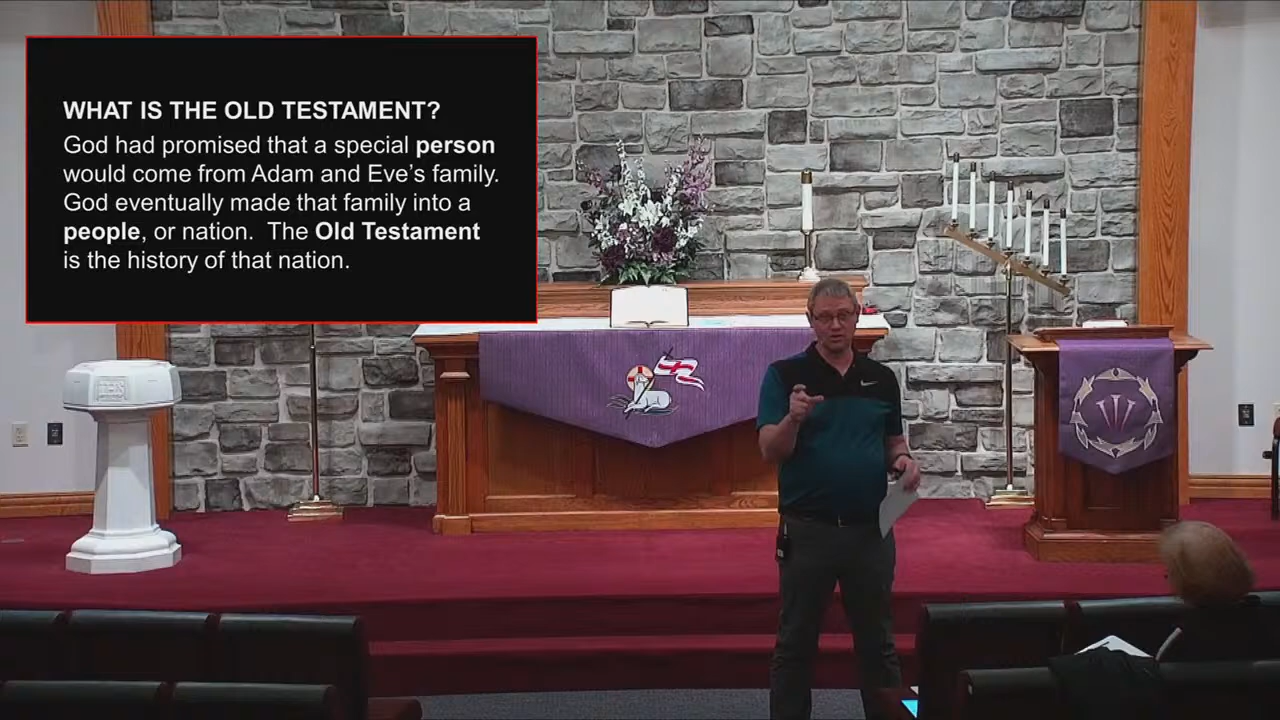 WHAT IS THE OLD TESTAMENT?
God had promised that a special person
would come from Adam and Eve's family.
God eventually made that family into a
people, or nation.  The Old Testament
is the history of that nation.